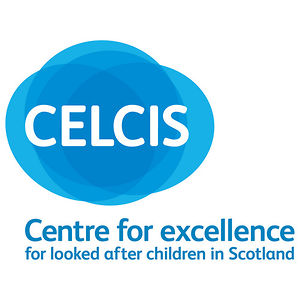 CELCIS
Centre for excellence
for looked after children in Scotland